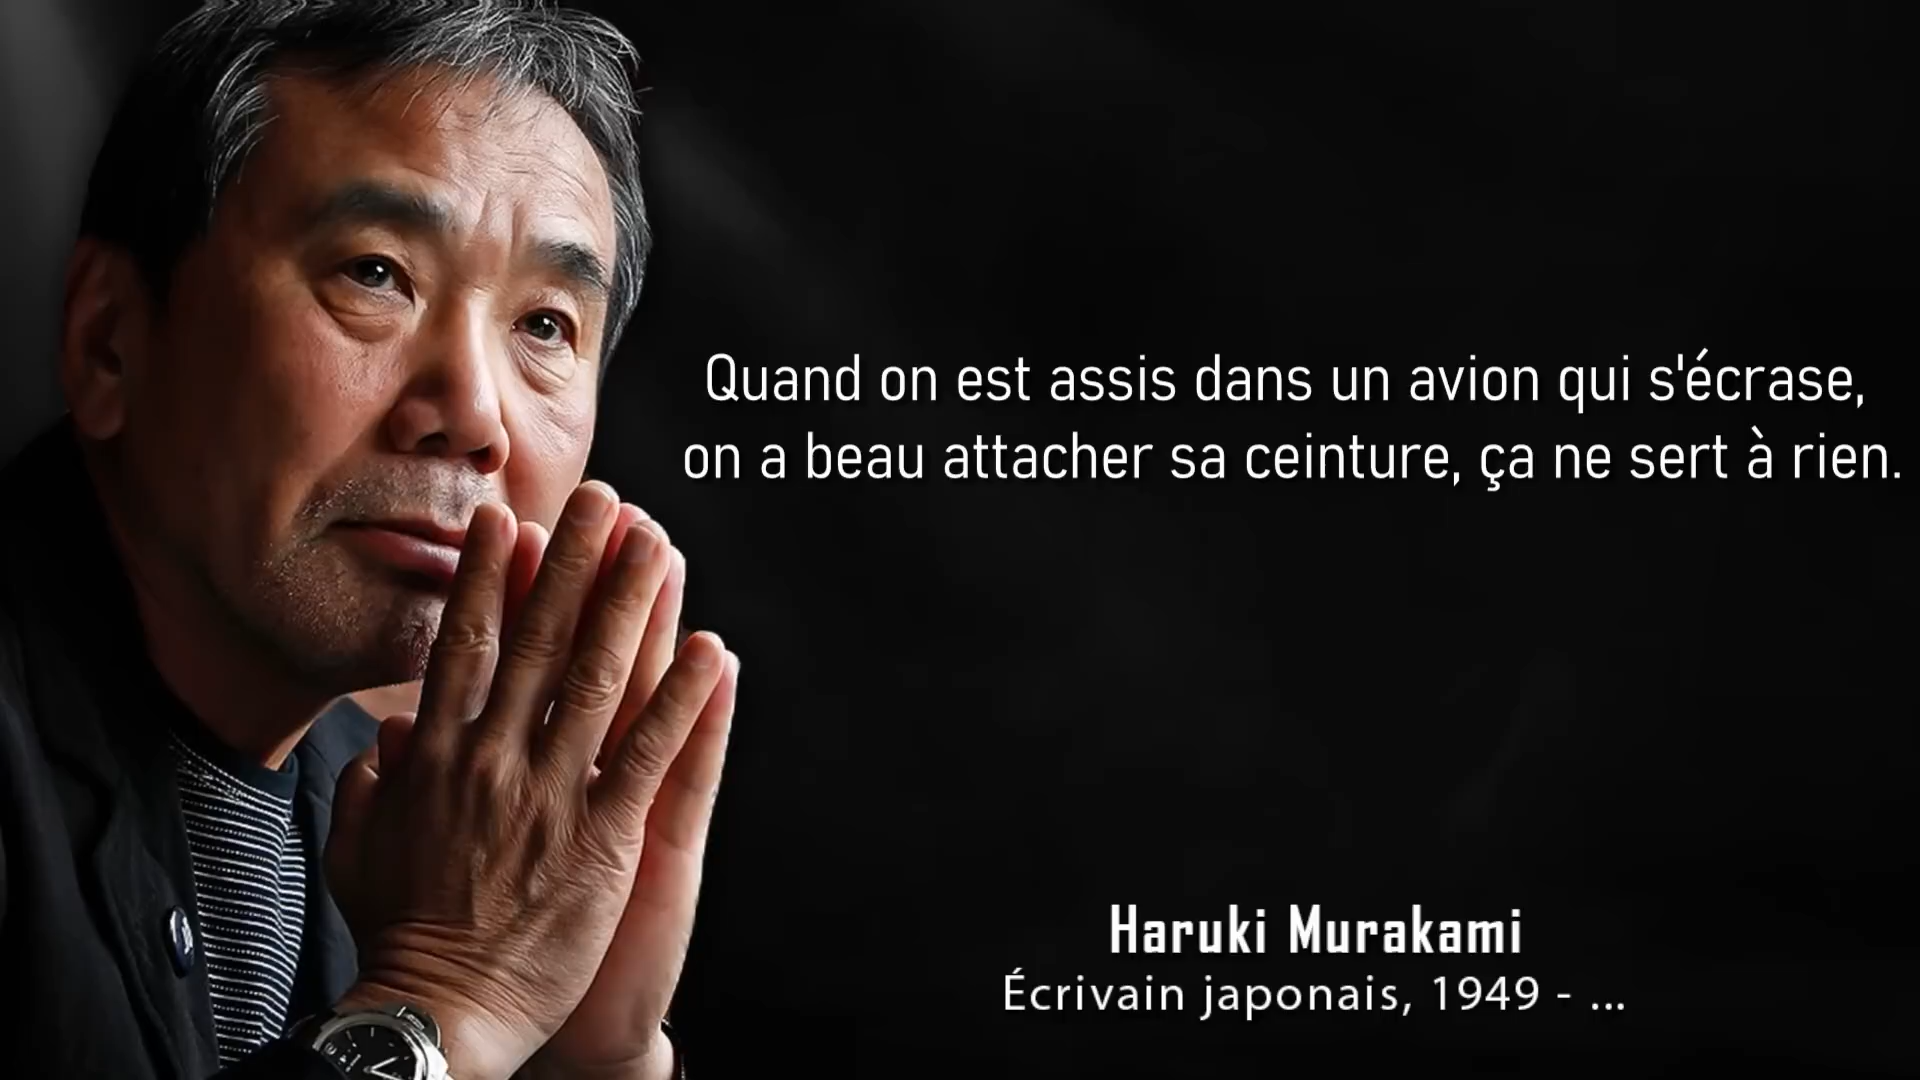 Quand on est assis dans un avion qui s'écrase,
on a beau attacher sa ceinture, ça ne sert à rien.
Haruki Murakami
Écrivain japonais, 1949 - ...